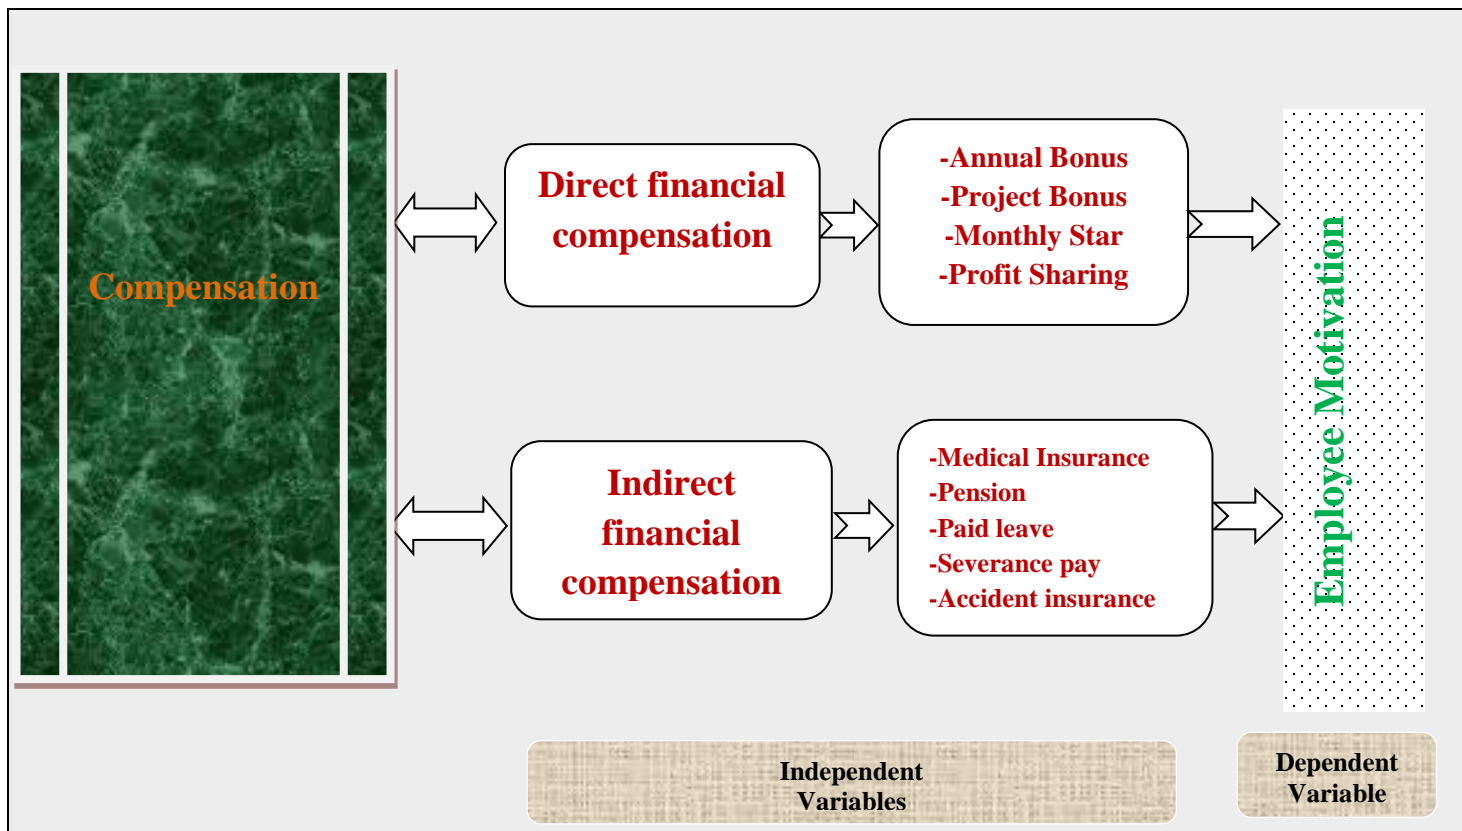 Compensation
Direct financial
compensation
-Annual Bonus
-Project Bonus
-Monthly Star
-Profit Sharing
Indirect
financial
compensation
-Medical Insurance
-Pension
-Paid leave
-Severance pay
-Accident insurance
Employee Motivation
Independent
Variables
Dependent
Variable